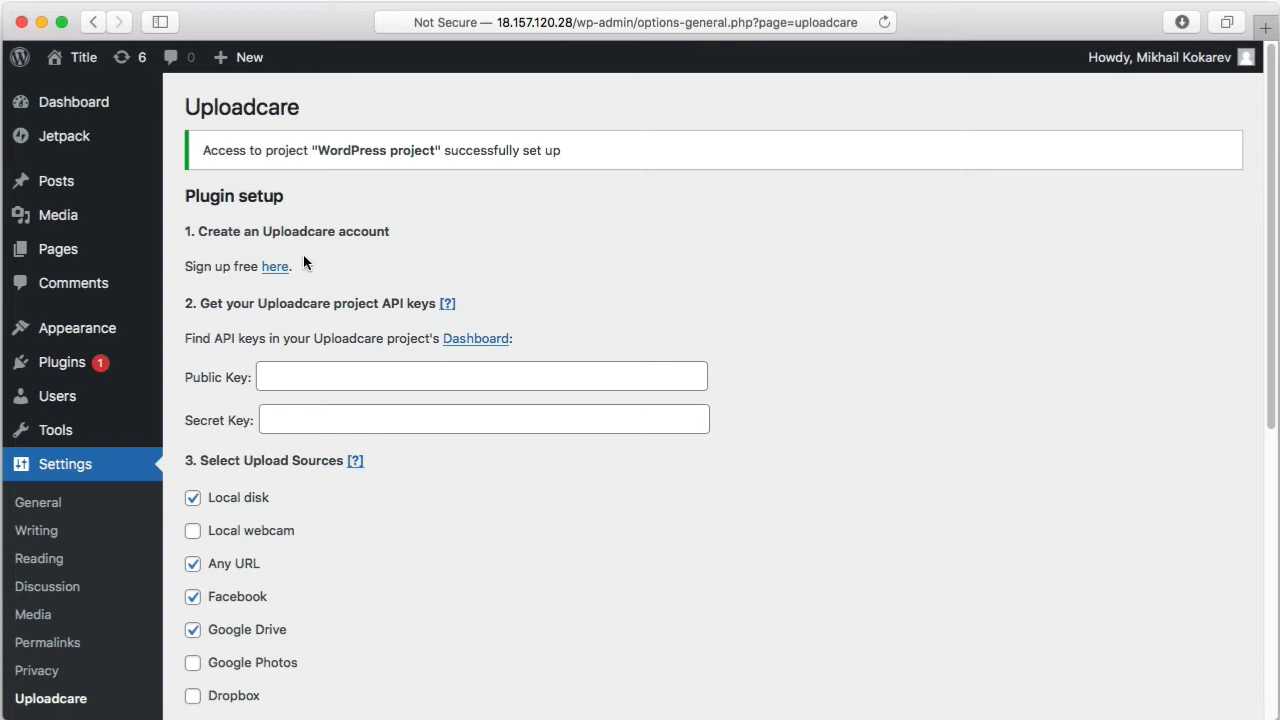 Not Secure — 18.157.120.28/wp-admin/options-general.php?page=uploadcare
Title 6 0 New
Howdy, Mikhail Kokarev
Dashboard
Jetpack
Posts
Media
Pages
Comments
Appearance
Plugins 1
Users
Tools
Settings
General
Writing
Reading
Discussion
Media
Permalinks
Privacy
Uploadcare
Uploadcare
Access to project "WordPress project" successfully set up
Plugin setup
1. Create an Uploadcare account
Sign up free here.
2. Get your Uploadcare project API keys [?]
Find API keys in your Uploadcare project's Dashboard:
Public Key:
Secret Key:
3. Select Upload Sources [?]
Local disk
Local webcam
Any URL
Facebook
Google Drive
Google Photos
Dropbox